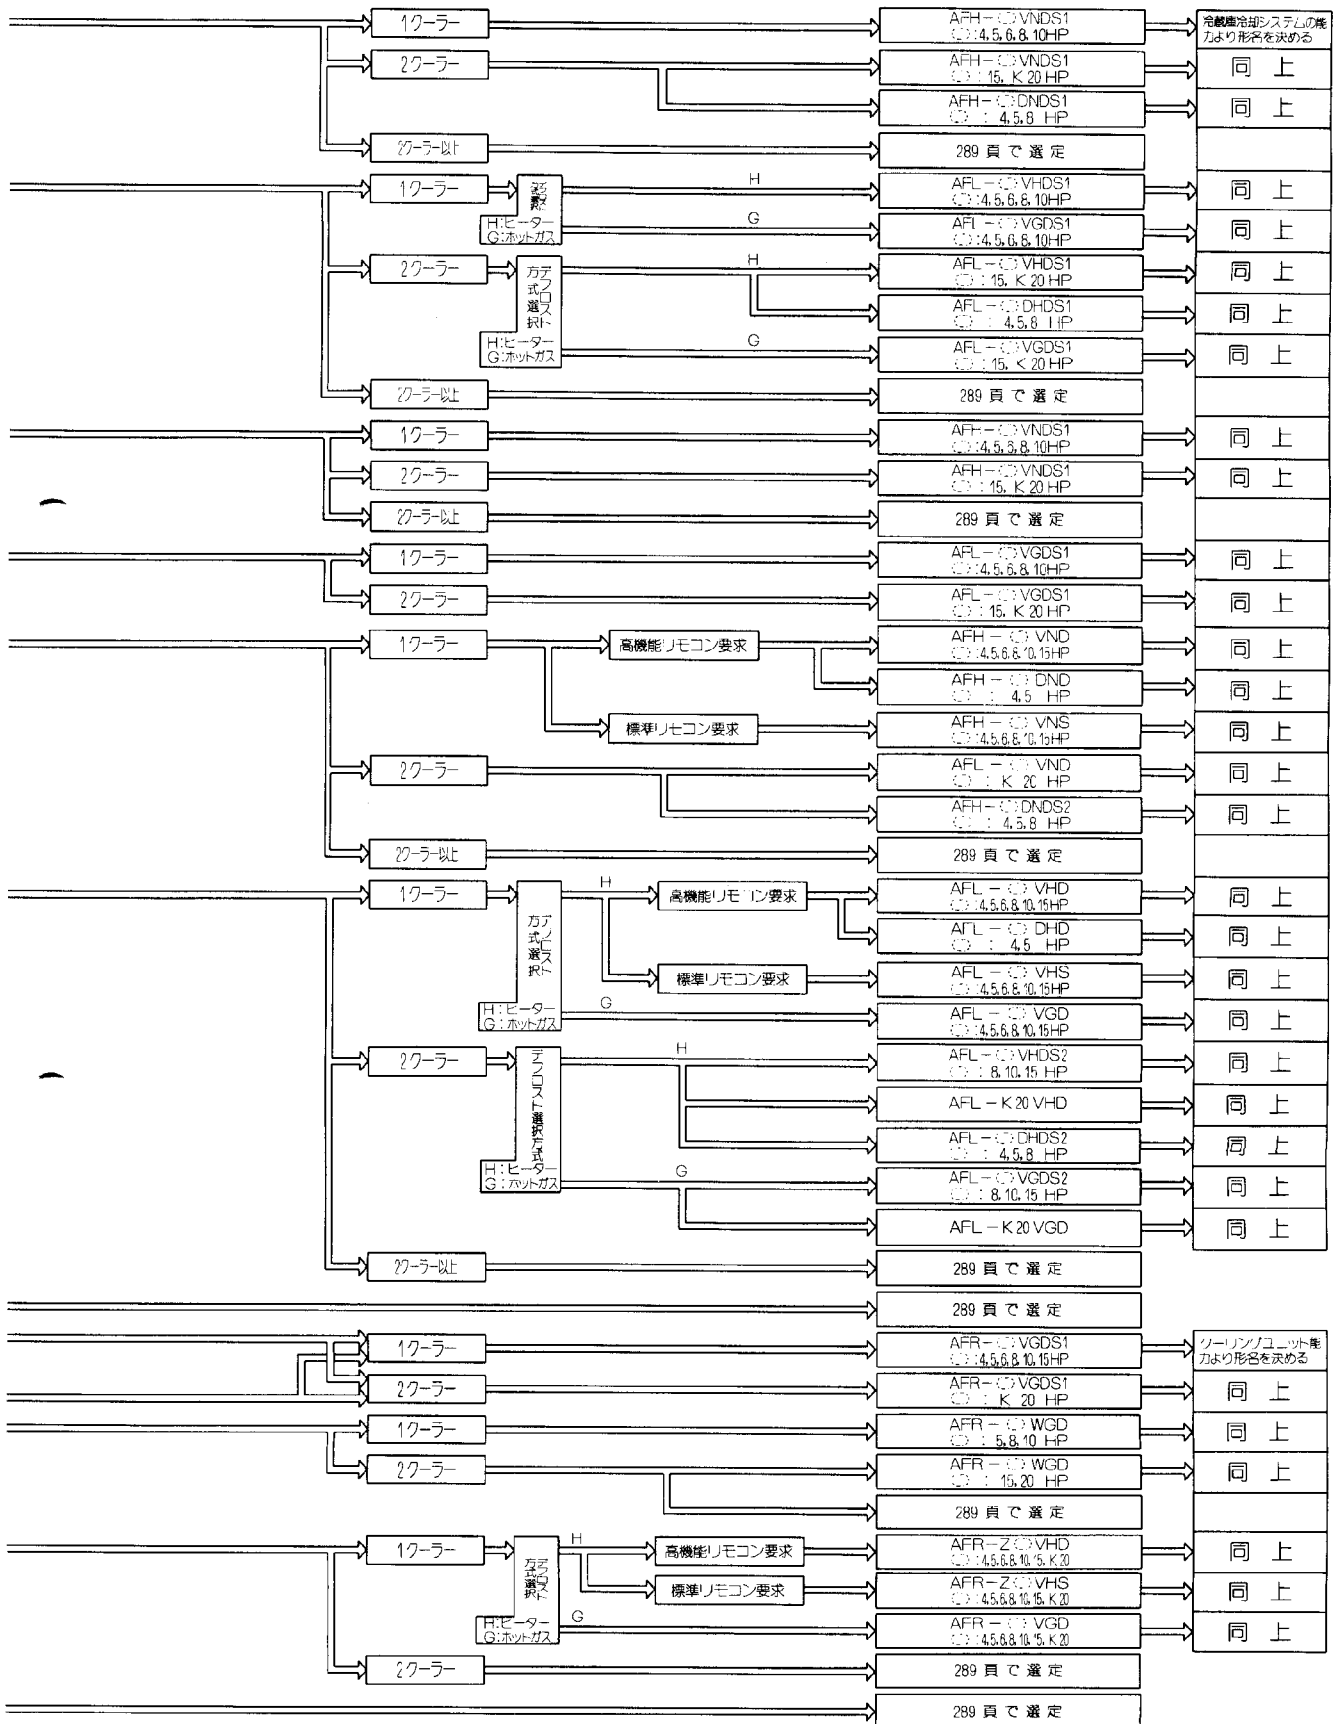 1クーラー
AFH-◯VNDS1
◯:4,5,6,8,10HP
冷蔵庫冷却システムの能
力より形名を決める
2クーラー
AFH-◯VNDS1
◯:15, K20HP
同上
AFH-◯DNDS1
◯:4,5,8 HP
同上
2クーラー以上
289頁で選定
1クーラー
H:ヒーター
G:ホットガス
H
AFL-◯VHDS1
◯:4,5,6,8,10HP
同上
G
AFL-◯VGDS1
◯:4,5,6,8,10HP
同上
2クーラー
デフロスト
方式選択
H:ヒーター
G:ホットガス
H
AFL-◯VHDS1
◯:15, K20HP
同上
AFL-◯DHDS1
◯:4,5,8 HP
同上
G
AFL-◯VGDS1
◯:15, K20HP
同上
2クーラー以上
289頁で選定
1クーラー
AFH-◯VNDS1
◯:4,5,6,8,10HP
同上
2クーラー
AFH-◯VNDS1
◯:15, K20HP
同上
2クーラー以上
289頁で選定
1クーラー
AFL-◯VGDS1
◯:4,5,6,8,10HP
同上
2クーラー
AFL-◯VGDS1
◯:15, K20HP
同上
1クーラー
高機能リモコン要求
AFH-◯VND
◯:4,5,6,8,10,15HP
同上
AFH-◯DND
◯:4,5 HP
同上
標準リモコン要求
AFH-◯VNS
◯:4,5,6,8,10,15HP
同上
2クーラー
AFL-◯VND
◯:K20HP
同上
AFH-◯DNDS2
◯:4,5,8 HP
同上
2クーラー以上
289頁で選定
1クーラー
デフロスト
方式選択
H:ヒーター
G:ホットガス
H
高機能リモコン要求
AFL-◯VHD
◯:4,5,6,8,10,15HP
同上
AFL-◯DHD
◯:4,5 HP
同上
標準リモコン要求
AFL-◯VHS
◯:4,5,6,8,10,15HP
同上
G
AFL-◯VGD
◯:4,5,6,8,10,15HP
同上
2クーラー
デフロスト選択方式
H:ヒーター
G:ホットガス
H
AFL-◯VHDS2
◯:8,10,15 HP
同上
AFL-K20VHD
同上
AFL-◯DHDS2
◯:4,5,8 HP
同上
G
AFL-◯VGDS2
◯:8,10,15 HP
同上
AFL-K20VGD
同上
2クーラー以上
289頁で選定
289頁で選定
1クーラー
AFR-◯VGDS1
◯:4,5,6,8,10,15HP
クーリングユニット能
力より形名を決める
2クーラー
AFR-◯VGDS1
◯:K20HP
同上
1クーラー
AFR-◯WGD
◯:5,8,10 HP
同上
2クーラー
AFR-◯WGD
◯:15,20 HP
同上
289頁で選定
1クーラー
デフロスト
方式選択
H:ヒーター
G:ホットガス
H
高機能リモコン要求
AFR-Z◯VHD
◯:4,5,6,8,10,15,K20
同上
標準リモコン要求
AFR-Z◯VHS
◯:4,5,6,8,10,15,K20
同上
G
AFR-◯VGD
◯:4,5,6,8,10,15,K20
同上
2クーラー
289頁で選定
289頁で選定